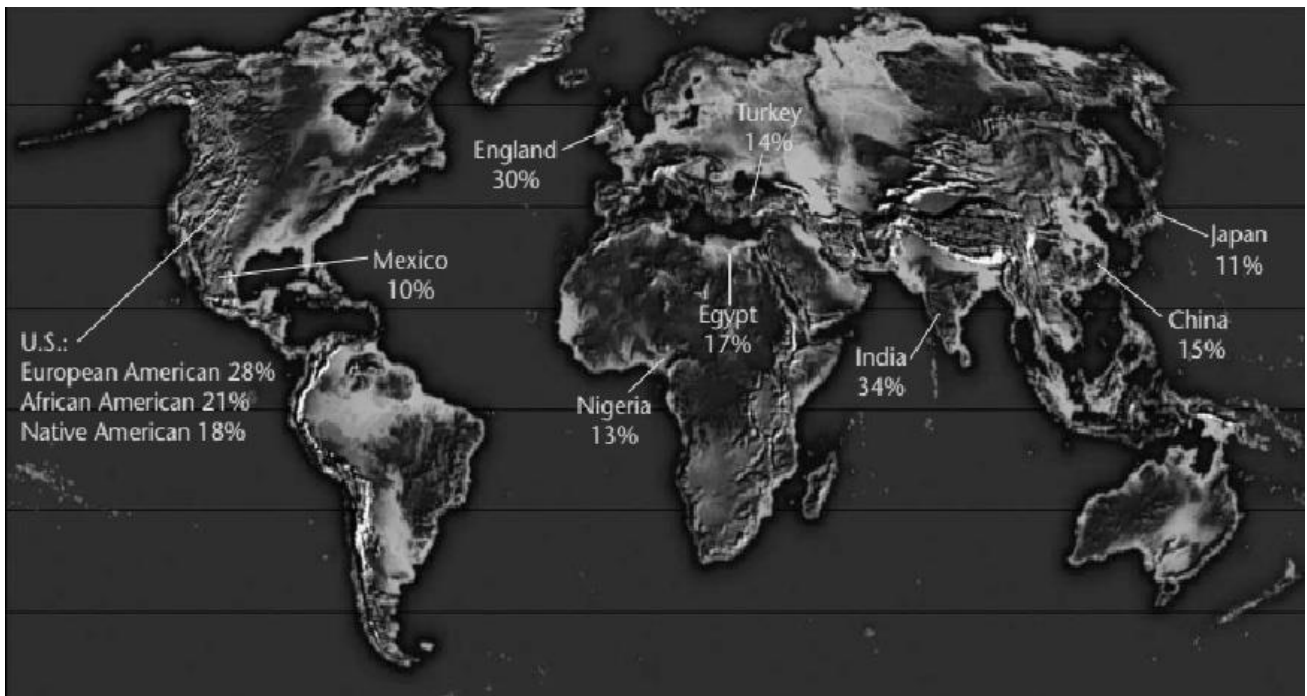 Turkey
14%
England
30%
Japan
11%
Mexico
10%
Egypt
17%
China
15%
U.S.:
European American 28%
African American 21%
Native American 18%
India
34%
Nigeria
13%